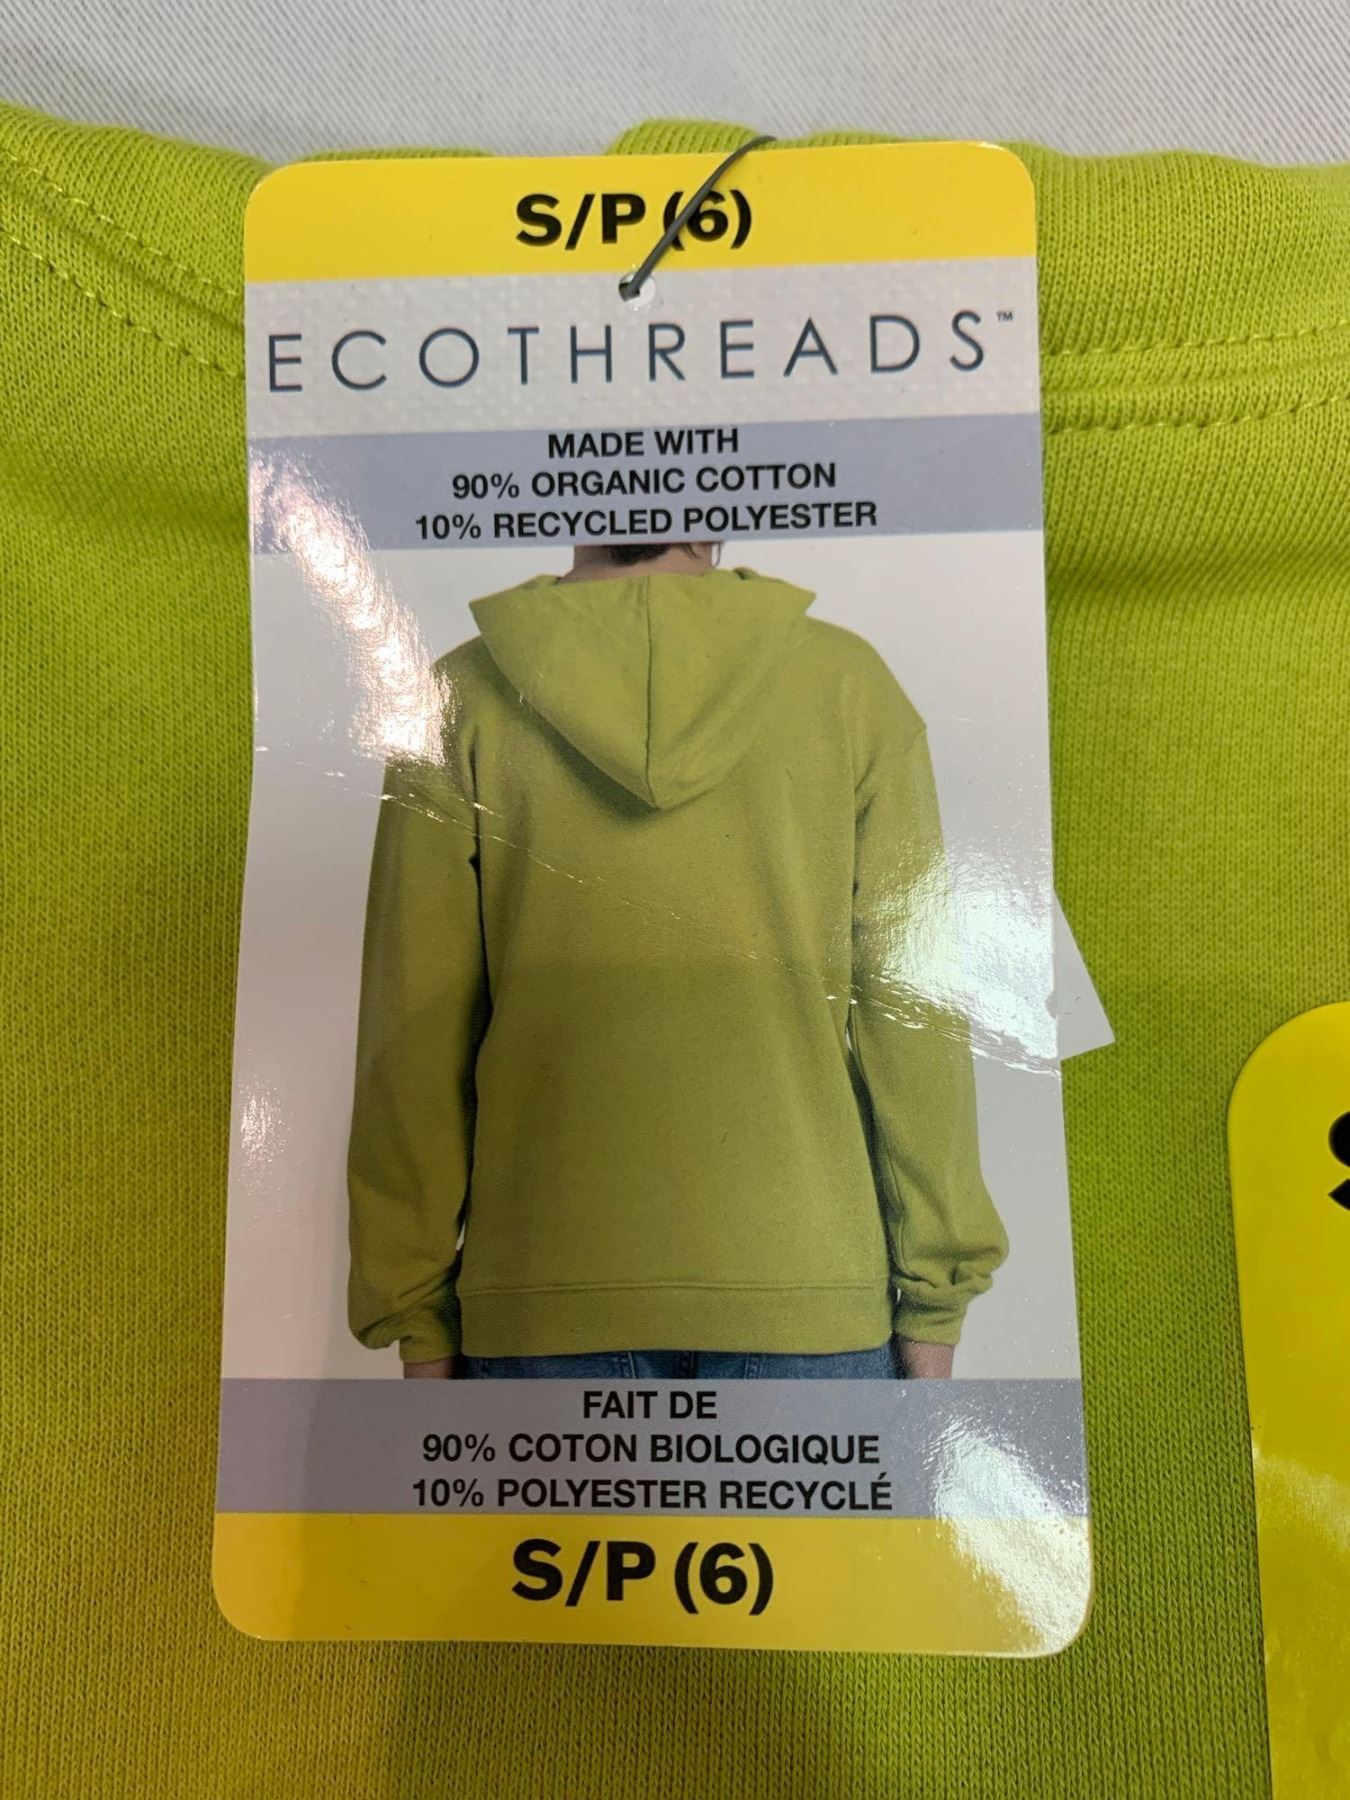 S/P (6)
ECOTHREADS™
MADE WITH
90% ORGANIC COTTON
10% RECYCLED POLYESTER
FAIT DE
90% COTON BIOLOGIQUE
10% POLYESTER RECYCLÉ
S/P (6)